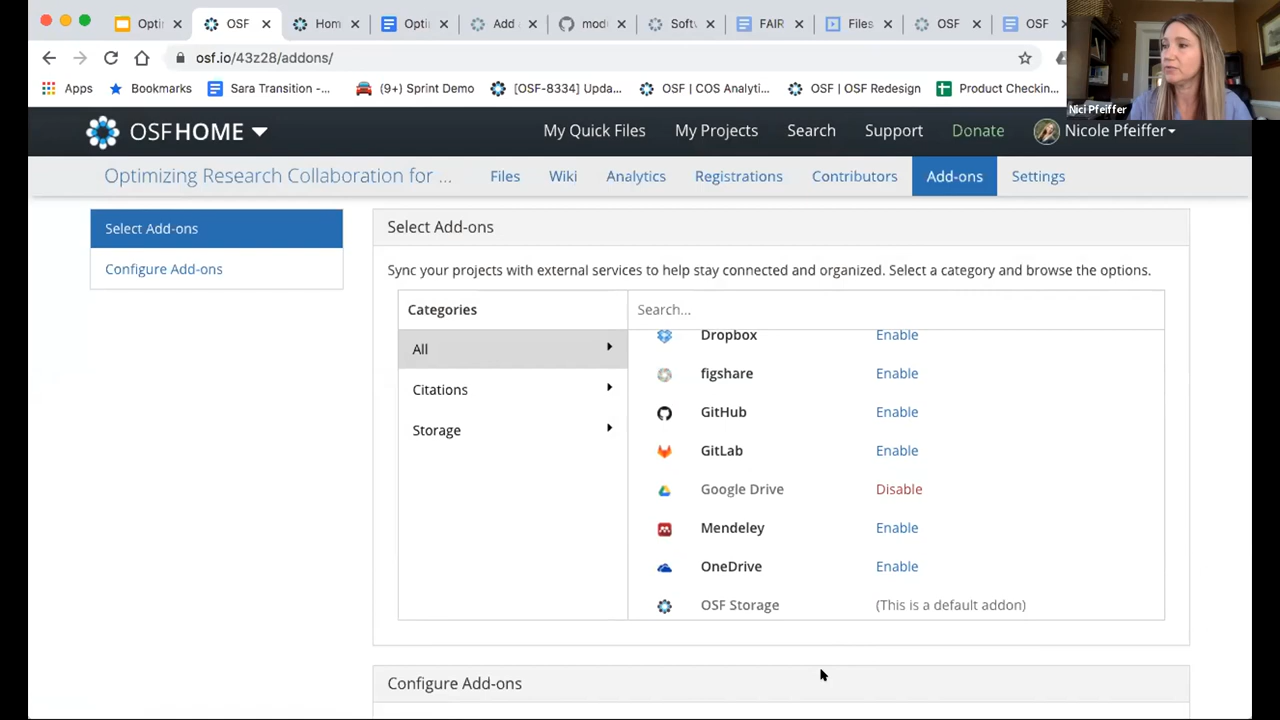 Opti
OSF
Hom
Opti
Add
mod
Softv
FAIR
Files
OSF
OSF
osf.io/43z28/addons/
Apps
Bookmarks
Sara Transition -...
(9+) Sprint Demo
[OSF-8334] Upda...
OSF | COS Analyti...
OSF | OSF Redesign
Product Checkin...
Nici Pfeiffer
OSFHOME
My Quick Files
My Projects
Search
Support
Donate
Nicole Pfeiffer
Optimizing Research Collaboration for ...
Files
Wiki
Analytics
Registrations
Contributors
Add-ons
Settings
Select Add-ons
Configure Add-ons
Select Add-ons
Sync your projects with external services to help stay connected and organized. Select a category and browse the options.
Categories
Search...
All
Citations
Storage
Dropbox Enable
figshare Enable
GitHub Enable
GitLab Enable
Google Drive Disable
Mendeley Enable
OneDrive Enable
OSF Storage (This is a default addon)
Configure Add-ons